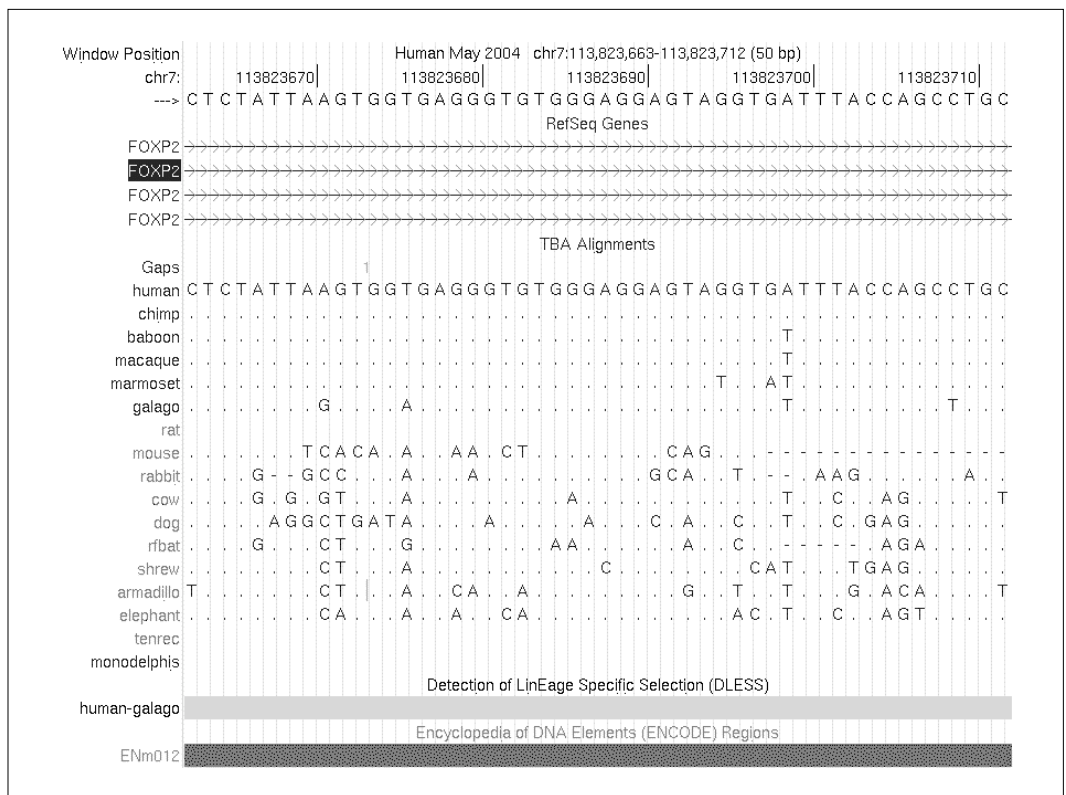 Window Position Human May 2004 chr7:113,823,663-113,823,712 (50 bp)
chr7: 113823670| 113823680| 113823690| 113823700| 113823710|
---> C T C T A T T A A G T G G T G A G G G T G T G G G A G G A G T A G G T G A T T T A C C A G C C T G C
RefSeq Genes
FOXP2
FOXP2
FOXP2
FOXP2
TBA Alignments
Gaps 1
human C T C T A T T A A G T G G T G A G G G T G T G G G A G G A G T A G G T G A T T T A C C A G C C T G C
chimp . . . . . . . . . . . . . . . . . . . . . . . . . . . . . . . . . . . . . . . . . . . . . . . . . .
baboon . . . . . . . . . . . . . . . . . . . . . . . . . . . . . . . . . . . . T . . . . . . . . . . . . .
macaque . . . . . . . . . . . . . . . . . . . . . . . . . . . . . . . . . . . . T . . . . . . . . . . . . .
marmoset . . . . . . . . . . . . . . . . . . . . . . . . . . . . . . . . T . . A T . . . . . . . . . . . . .
galago . . . . . . . . G . . . . A . . . . . . . . . . . . . . . . . . . . . . T . . . . . . . . . T . . .
rat
mouse . . . . . . . T C A C A . A . . A A . C T . . . . . . . . C A G . . . - - - - - - - - - - - - - - -
rabbit . . . . G - - G C C . . . A . . . A . . . . . . . . . . G C A . . T . - - . A A G . . . . . . A . .
cow . . . . G . G . G T . . . A . . . . . . . . . A . . . . . . . . . . . . T . . C . . A G . . . . . T
dog . . . . . A G G C T G A T A . . . . A . . . . . A . . . C . A . . C . . T . . C . G A G . . . . . .
rfbat . . . . G . . . C T . . . G . . . . . . . . A A . . . . . . A . . C . . - - - - - . A G A . . . . .
shrew . . . . . . . . C T . . . A . . . . . . . . . . . C . . . . . . . . C A T . . . T G A G . . . . . .
armadillo T . . . . . . . C T . . . A . . C A . . A . . . . . . . . . G . . T . . T . . . G . A C A . . . . T
elephant . . . . . . . . C A . . . A . . A . . C A . . . . . . . . . . . . A C . T . . C . . A G T . . . . .
tenrec
monodelphis
Detection of LinEage Specific Selection (DLESS)
human-galago
Encyclopedia of DNA Elements (ENCODE) Regions
ENm012